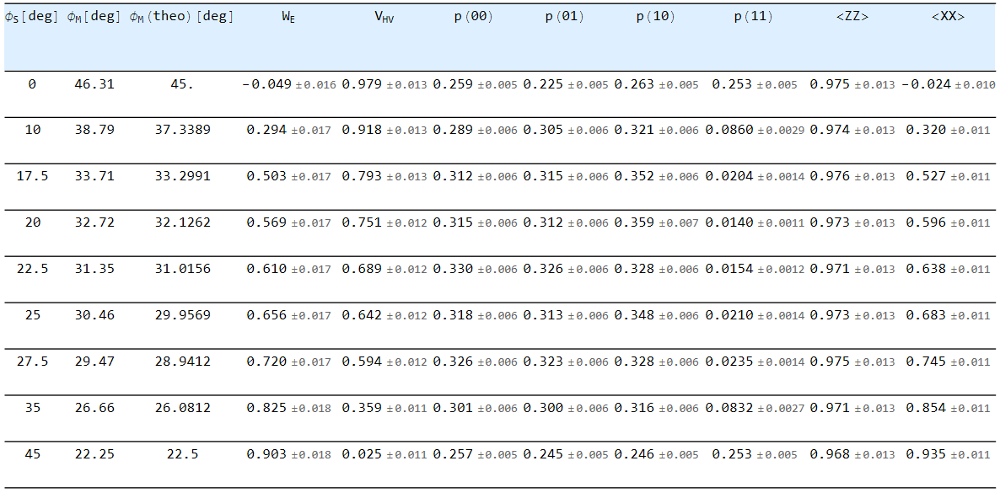 ϕS[deg] ϕM[deg] ϕM(theo)[deg] WE VHV p(00) p(01) p(10) p(11) <ZZ> <XX>
0 46.31 45. -0.049 ±0.016 0.979 ±0.013 0.259 ±0.005 0.225 ±0.005 0.263 ±0.005 0.253 ±0.005 0.975 ±0.013 -0.024 ±0.010
10 38.79 37.3389 0.294 ±0.017 0.918 ±0.013 0.289 ±0.006 0.305 ±0.006 0.321 ±0.006 0.0860 ±0.0029 0.974 ±0.013 0.320 ±0.011
17.5 33.71 33.2991 0.503 ±0.017 0.793 ±0.013 0.312 ±0.006 0.315 ±0.006 0.352 ±0.006 0.0204 ±0.0014 0.976 ±0.013 0.527 ±0.011
20 32.72 32.1262 0.569 ±0.017 0.751 ±0.012 0.315 ±0.006 0.312 ±0.006 0.359 ±0.007 0.0140 ±0.0011 0.973 ±0.013 0.596 ±0.011
22.5 31.35 31.0156 0.610 ±0.017 0.689 ±0.012 0.330 ±0.006 0.326 ±0.006 0.328 ±0.006 0.0154 ±0.0012 0.971 ±0.013 0.638 ±0.011
25 30.46 29.9569 0.656 ±0.017 0.642 ±0.012 0.318 ±0.006 0.313 ±0.006 0.348 ±0.006 0.0210 ±0.0014 0.973 ±0.013 0.683 ±0.011
27.5 29.47 28.9412 0.720 ±0.017 0.594 ±0.012 0.326 ±0.006 0.323 ±0.006 0.328 ±0.006 0.0235 ±0.0014 0.975 ±0.013 0.745 ±0.011
35 26.66 26.0812 0.825 ±0.018 0.359 ±0.011 0.301 ±0.006 0.300 ±0.006 0.316 ±0.006 0.0832 ±0.0027 0.971 ±0.013 0.854 ±0.011
45 22.25 22.5 0.903 ±0.018 0.025 ±0.011 0.257 ±0.005 0.245 ±0.005 0.246 ±0.005 0.253 ±0.005 0.968 ±0.013 0.935 ±0.011